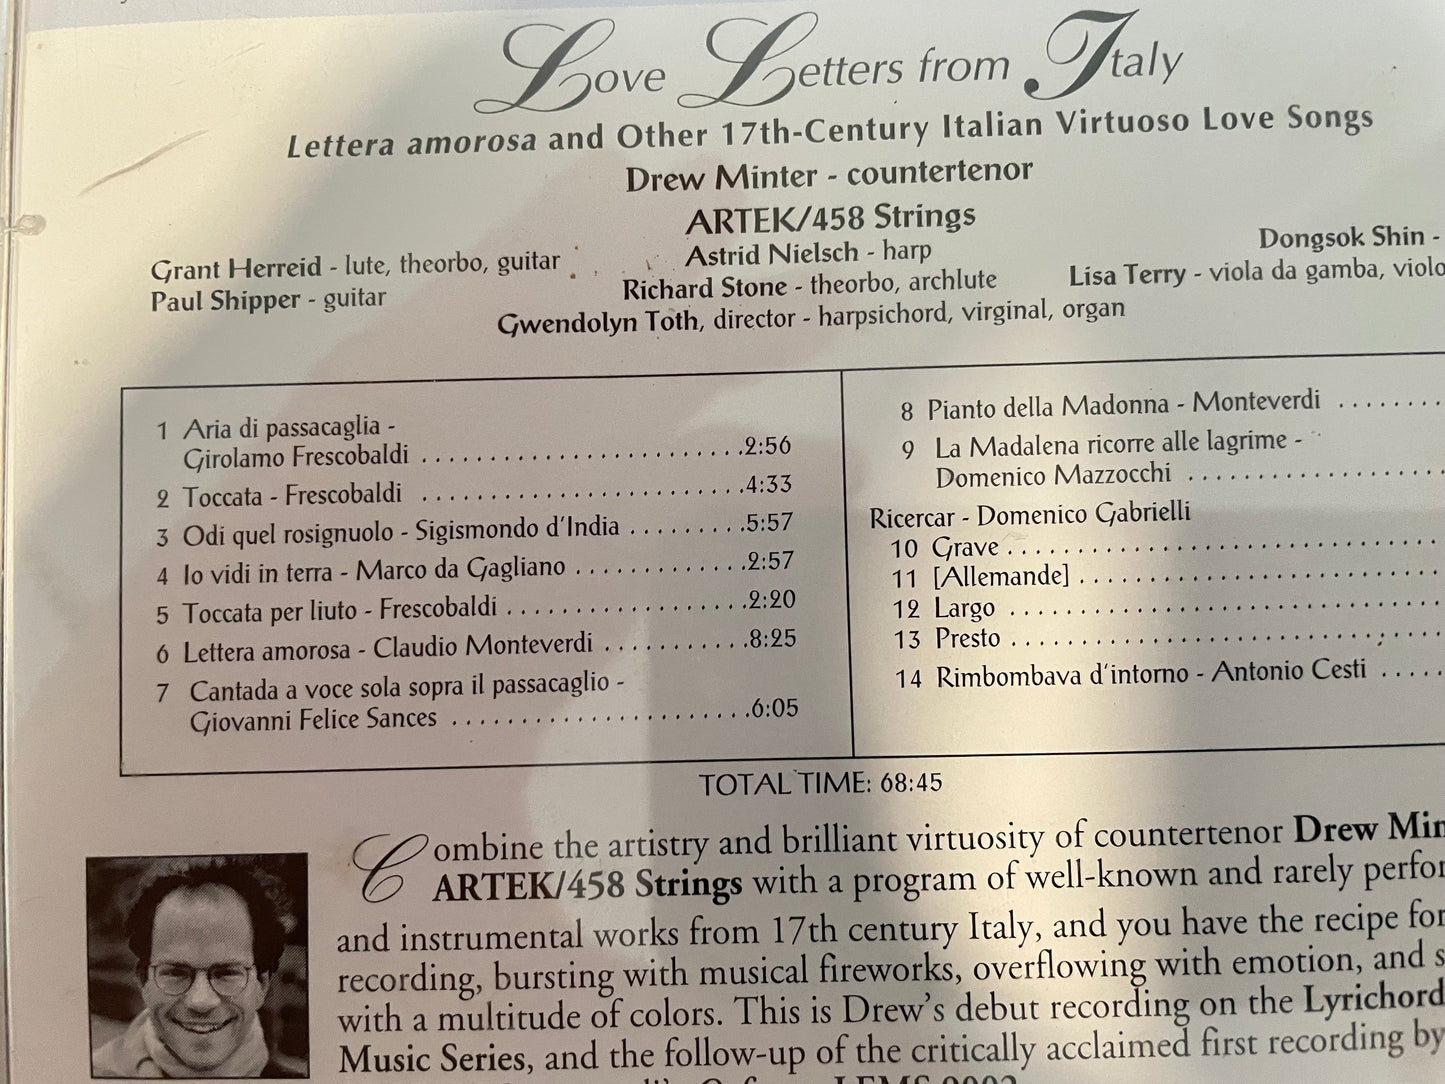 Love Letters from Italy
Lettera amorosa and Other 17th-Century Italian Virtuoso Love Songs
Drew Minter - countertenor
ARTEK/458 Strings
Grant Herreid - lute, theorbo, guitar
Paul Shipper - guitar
Astrid Nielsch - harp
Richard Stone - theorbo, archlute
Dongsok Shin -
Lisa Terry - viola da gamba, violo
Gwendolyn Toth, director - harpsichord, virginal, organ
1 Aria di passacaglia -
Girolamo Frescobaldi ........................2:56
2 Toccata - Frescobaldi ........................4:33
3 Odi quel rosignuolo - Sigismondo d'India .........5:57
4 Io vidi in terra - Marco da Gagliano .............2:57
5 Toccata per liuto - Frescobaldi ..................2:20
6 Lettera amorosa - Claudio Monteverdi ...........8:25
7 Cantada a voce sola sopra il passacaglio -
Giovanni Felice Sances ......................6:05
8 Pianto della Madonna - Monteverdi ........
9 La Madalena ricorre alle lagrime -
Domenico Mazzocchi ...................
Ricercar - Domenico Gabrielli
10 Grave ................................
11 [Allemande] ...........................
12 Largo ................................
13 Presto ................................
14 Rimbombava d'intorno - Antonio Cesti .....
TOTAL TIME: 68:45
Combine the artistry and brilliant virtuosity of countertenor Drew Min
ARTEK/458 Strings with a program of well-known and rarely perfor
and instrumental works from 17th century Italy, and you have the recipe for
recording, bursting with musical fireworks, overflowing with emotion, and s
with a multitude of colors. This is Drew's debut recording on the Lyrichord
Music Series, and the follow-up of the critically acclaimed first recording by